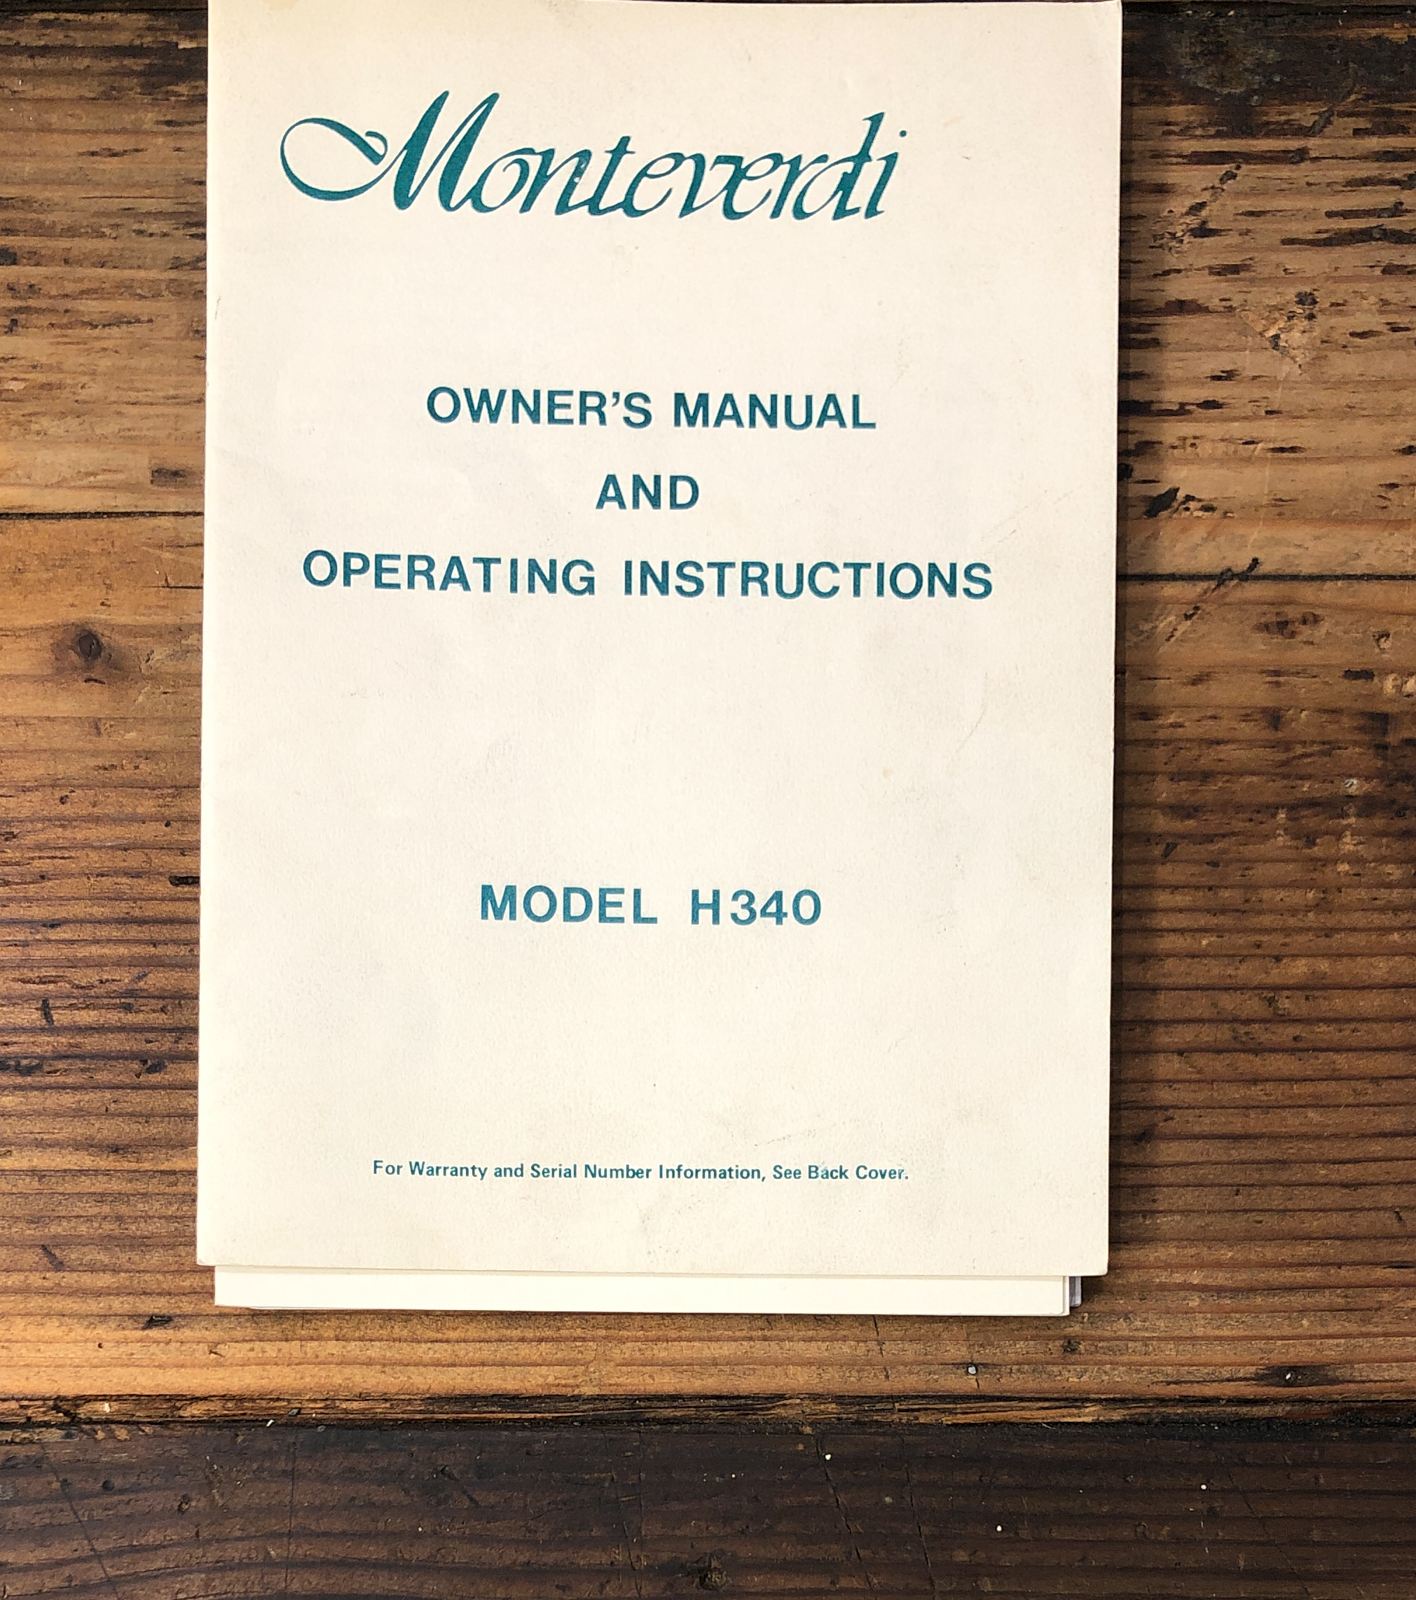 Monteverdi
OWNER'S MANUAL
AND
OPERATING INSTRUCTIONS
MODEL H340
For Warranty and Serial Number Information, See Back Cover.